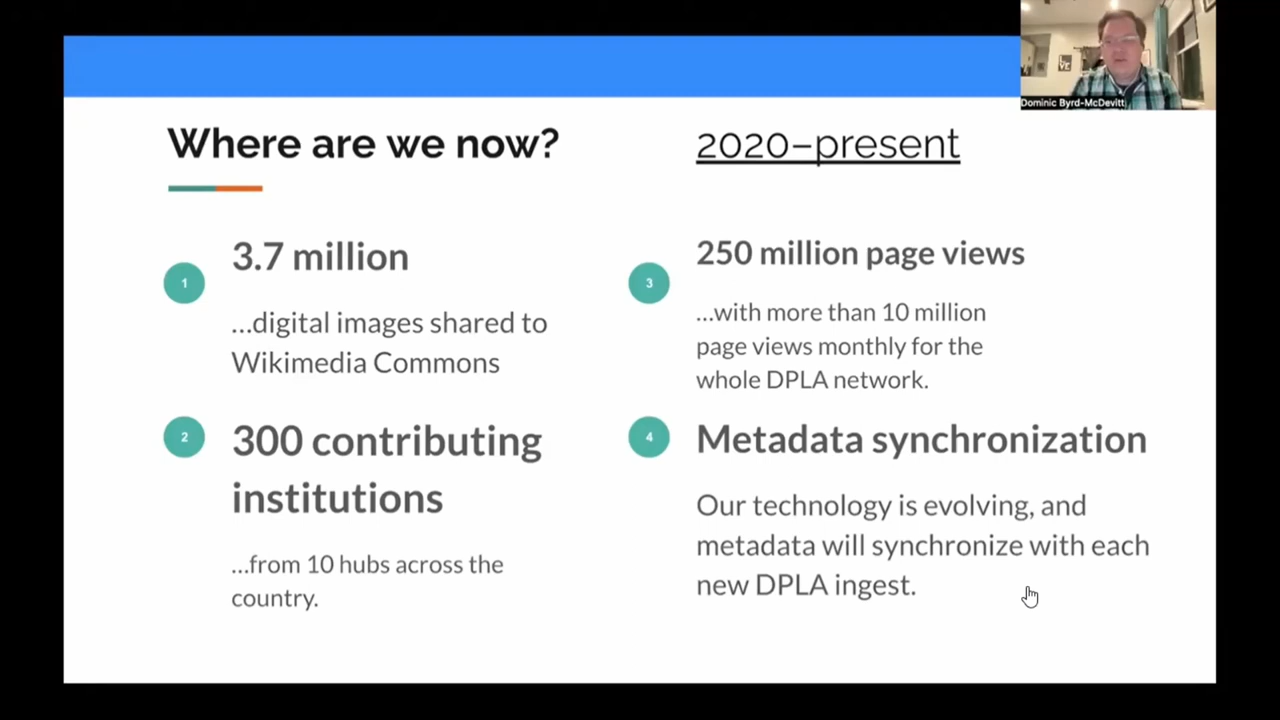 Dominic Byrd-McDevitt
Where are we now?
2020–present
1
3.7 million
...digital images shared to
Wikimedia Commons
2
300 contributing
institutions
...from 10 hubs across the
country.
3
250 million page views
...with more than 10 million
page views monthly for the
whole DPLA network.
4
Metadata synchronization
Our technology is evolving, and
metadata will synchronize with each
new DPLA ingest.